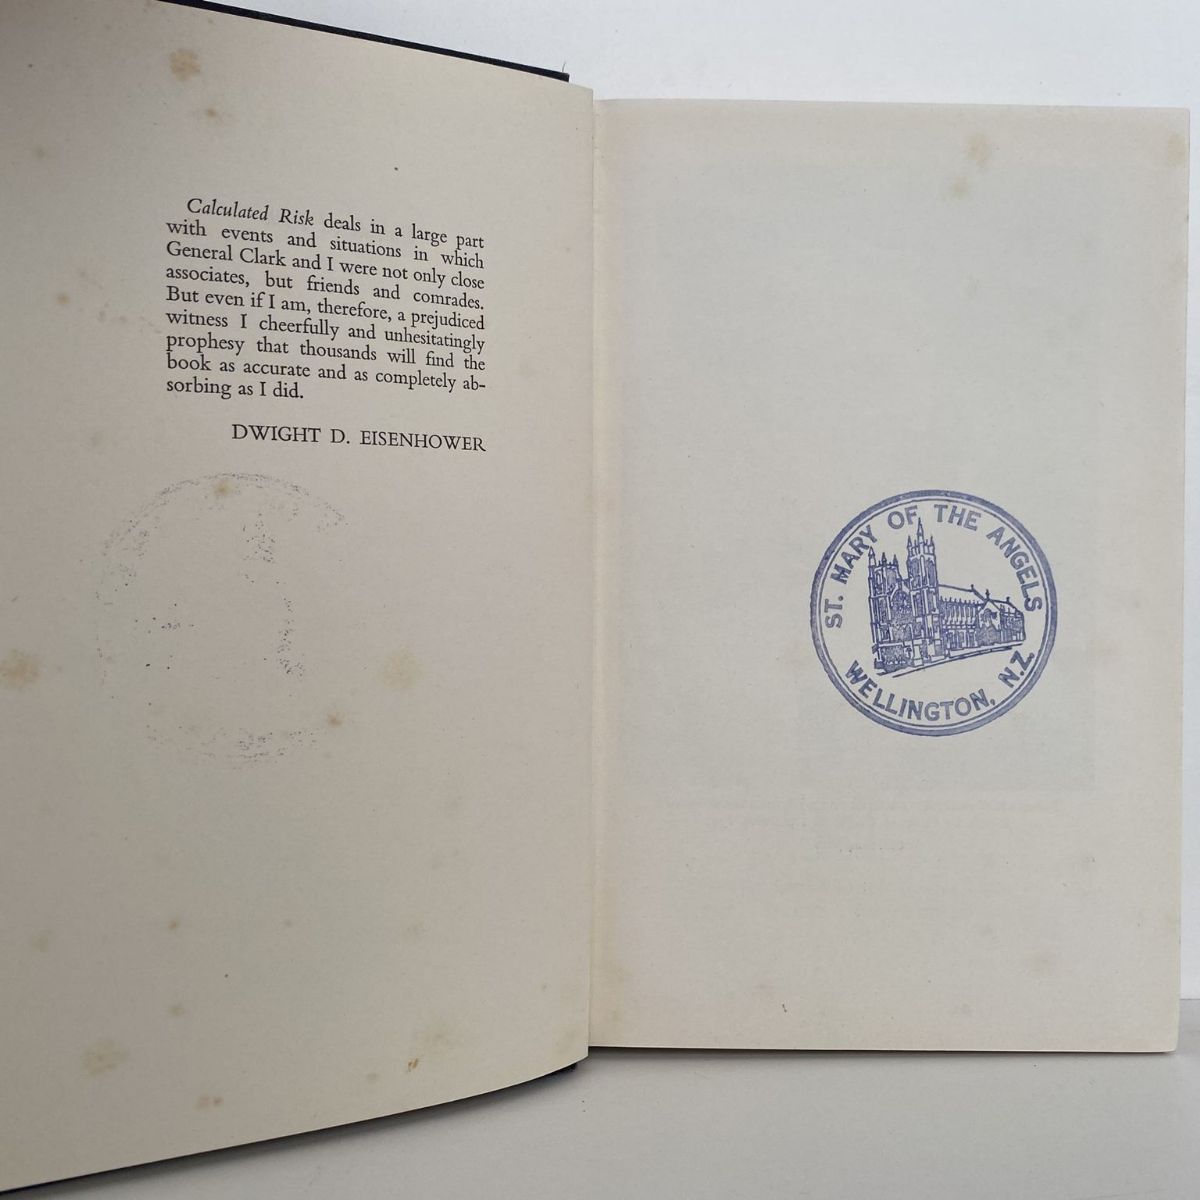 Calculated Risk deals in a large part
with events and situations in which
General Clark and I were not only close
associates, but friends and comrades.
But even if I am, therefore, a prejudiced
witness I cheerfully and unhesitatingly
prophesy that thousands will find the
book as accurate and as completely ab-
sorbing as I did.
DWIGHT D. EISENHOWER
ST. MARY OF THE ANGELS
WELLINGTON, N.Z.